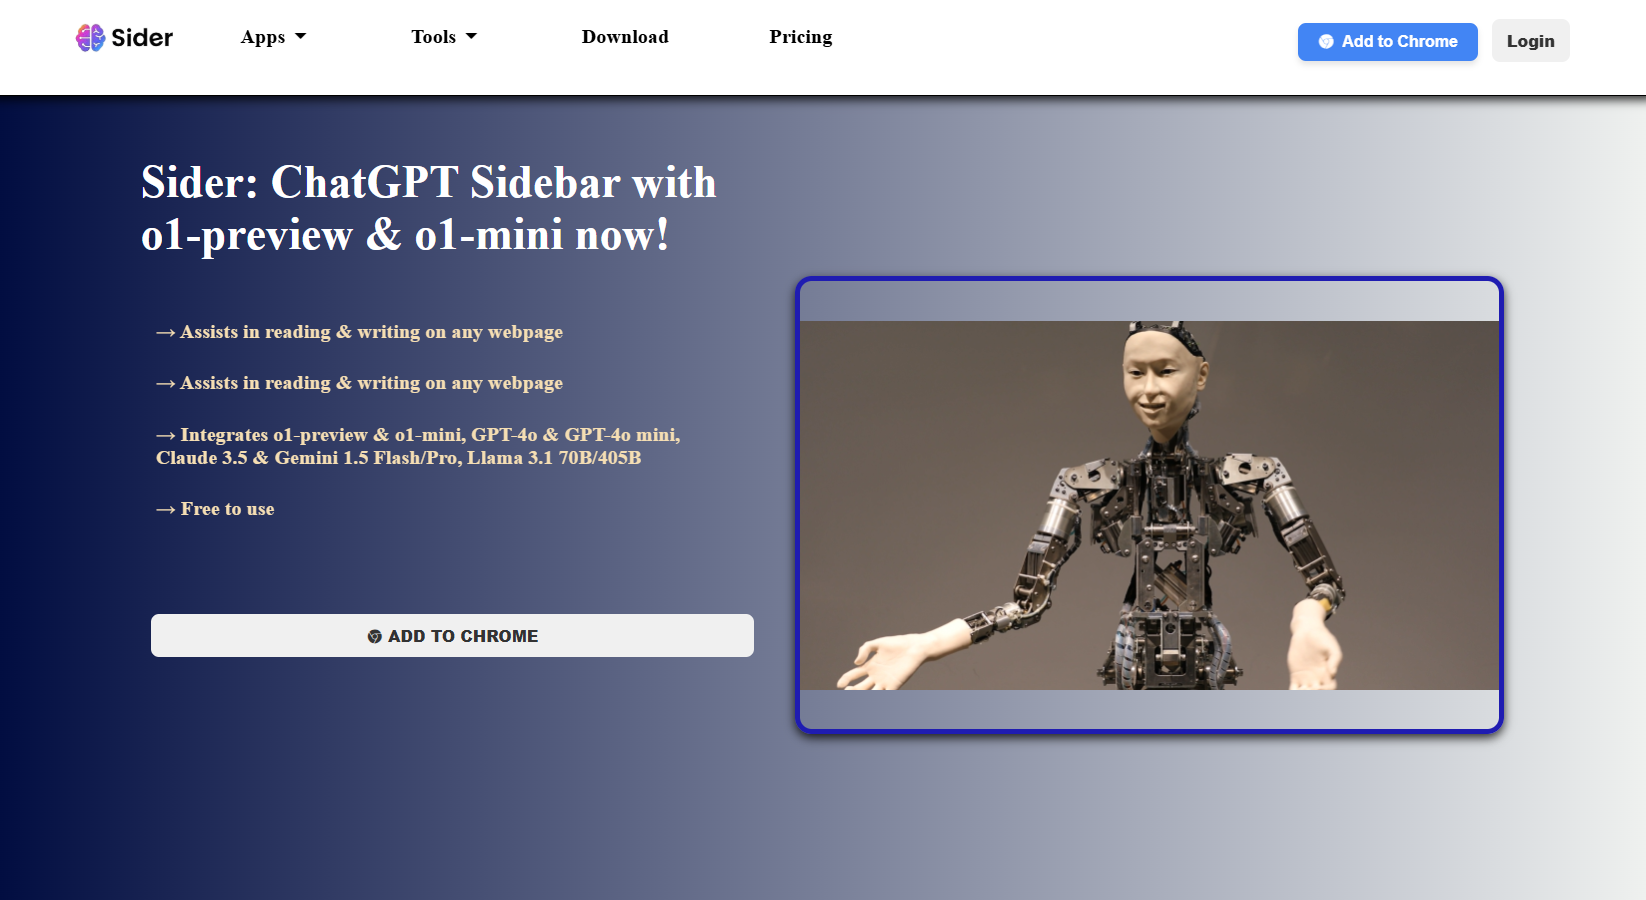 Sider
Apps
Tools
Download
Pricing
Add to Chrome
Login
Sider: ChatGPT Sidebar with
o1-preview & o1-mini now!
→ Assists in reading & writing on any webpage
→ Assists in reading & writing on any webpage
→ Integrates o1-preview & o1-mini, GPT-4o & GPT-4o mini,
Claude 3.5 & Gemini 1.5 Flash/Pro, Llama 3.1 70B/405B
→ Free to use
ADD TO CHROME